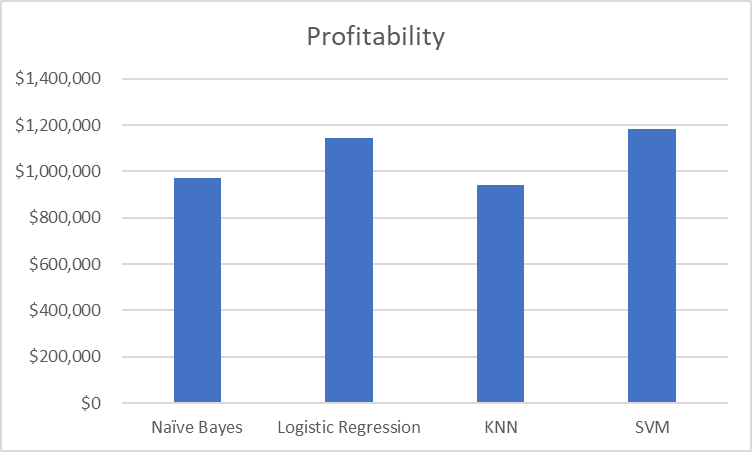 Profitability
$1,400,000
$1,200,000
$1,000,000
$800,000
$600,000
$400,000
$200,000
$0
Naïve Bayes
Logistic Regression
KNN
SVM